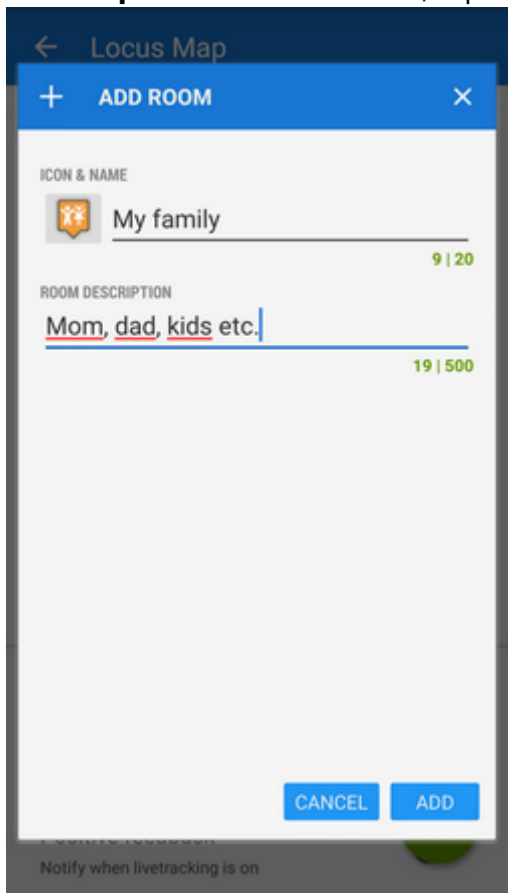 Locus Map
ADD ROOM
ICON & NAME
My family
9 | 20
ROOM DESCRIPTION
Mom, dad, kids etc.
19 | 500
CANCEL
ADD
Notify when livetracking is on